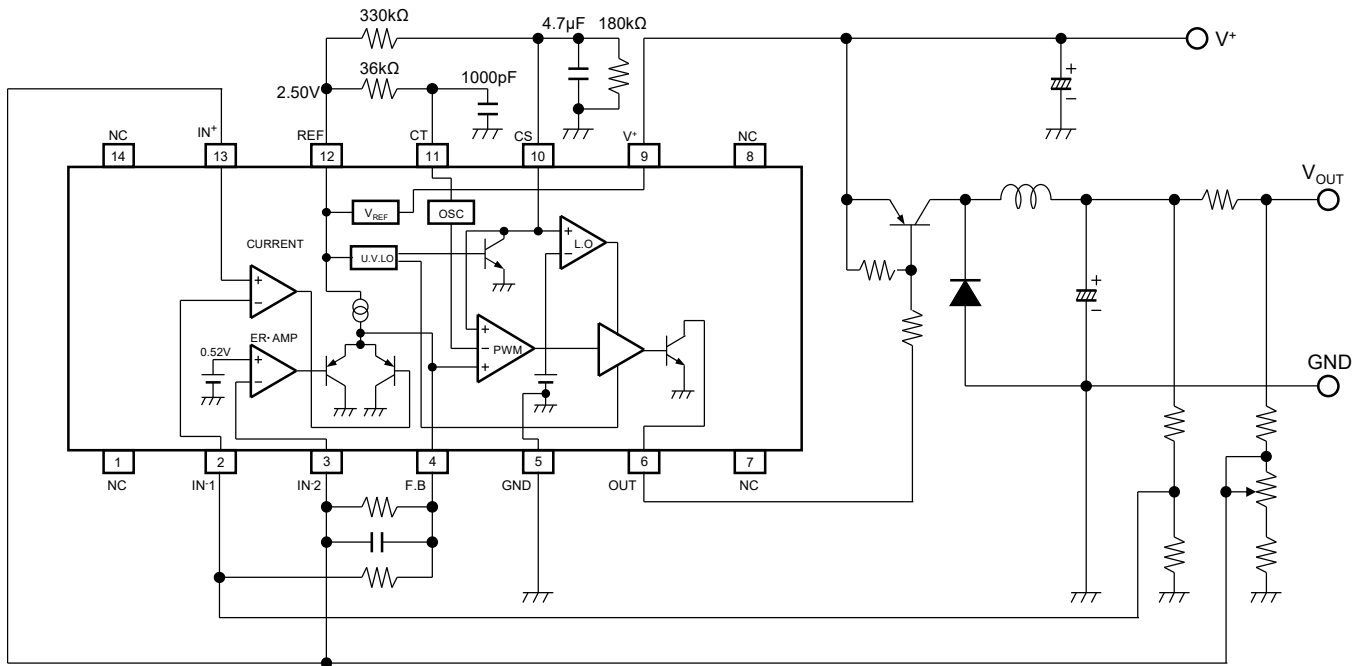 330kΩ
4.7μF
180kΩ
V+
36kΩ
1000pF
2.50V
NC
IN+
REF
CT
CS
V+
NC
14
13
12
11
10
9
8
VREF
OSC
CURRENT
U.V.LO
L.O
+
−
ER・AMP
0.52V
PWM
VOUT
GND
1
2
3
4
5
6
7
NC
IN-1
IN-2
F.B
GND
OUT
NC